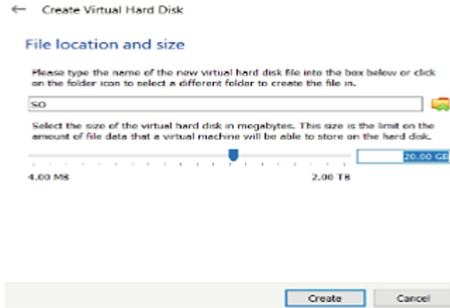 ← Create Virtual Hard Disk
File location and size
Please type the name of the new virtual hard disk file into the box below or click
on the folder icon to select a different folder to create the file in.
SO
Select the size of the virtual hard disk in megabytes. This size is the limit on the
amount of file data that a virtual machine will be able to store on the hard disk.
20.00 GB
4.00 MB 2.00 TB
Create Cancel